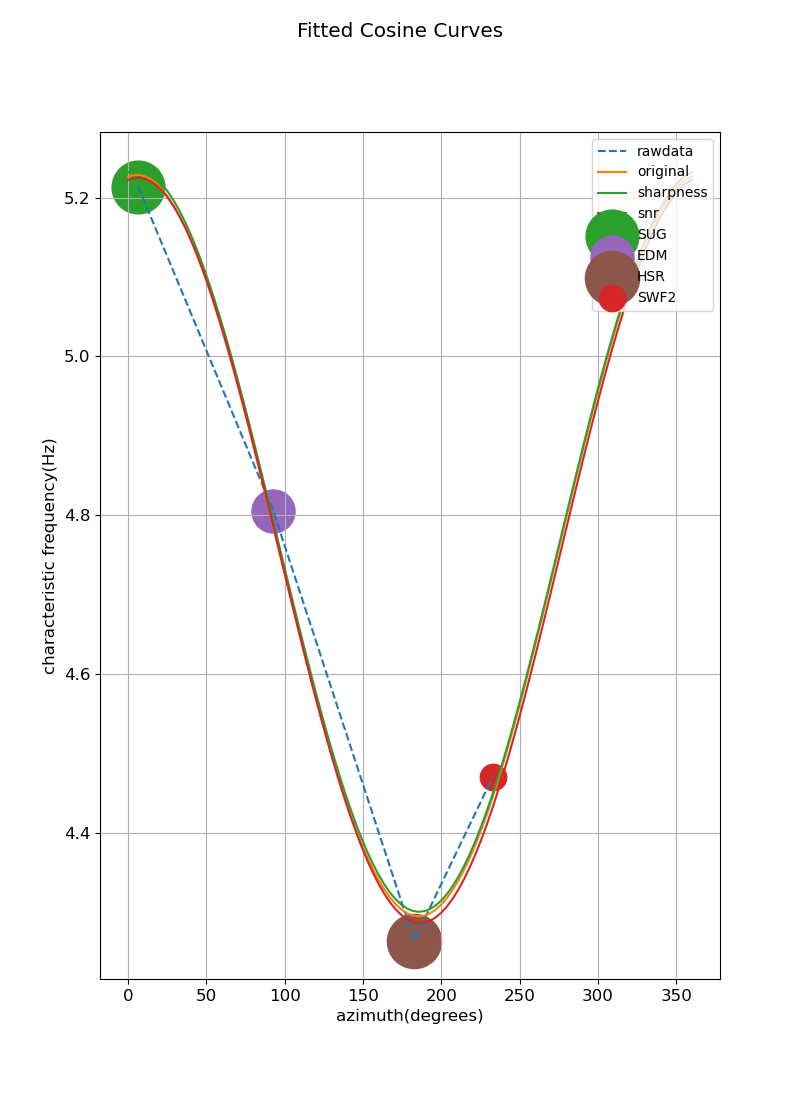 Fitted Cosine Curves
rawdata
original
sharpness
snr
SUG
EDM
HSR
SWF2
characteristic frequency(Hz)
5.2
5.0
4.8
4.6
4.4
0 50 100 150 200 250 300 350
azimuth(degrees)